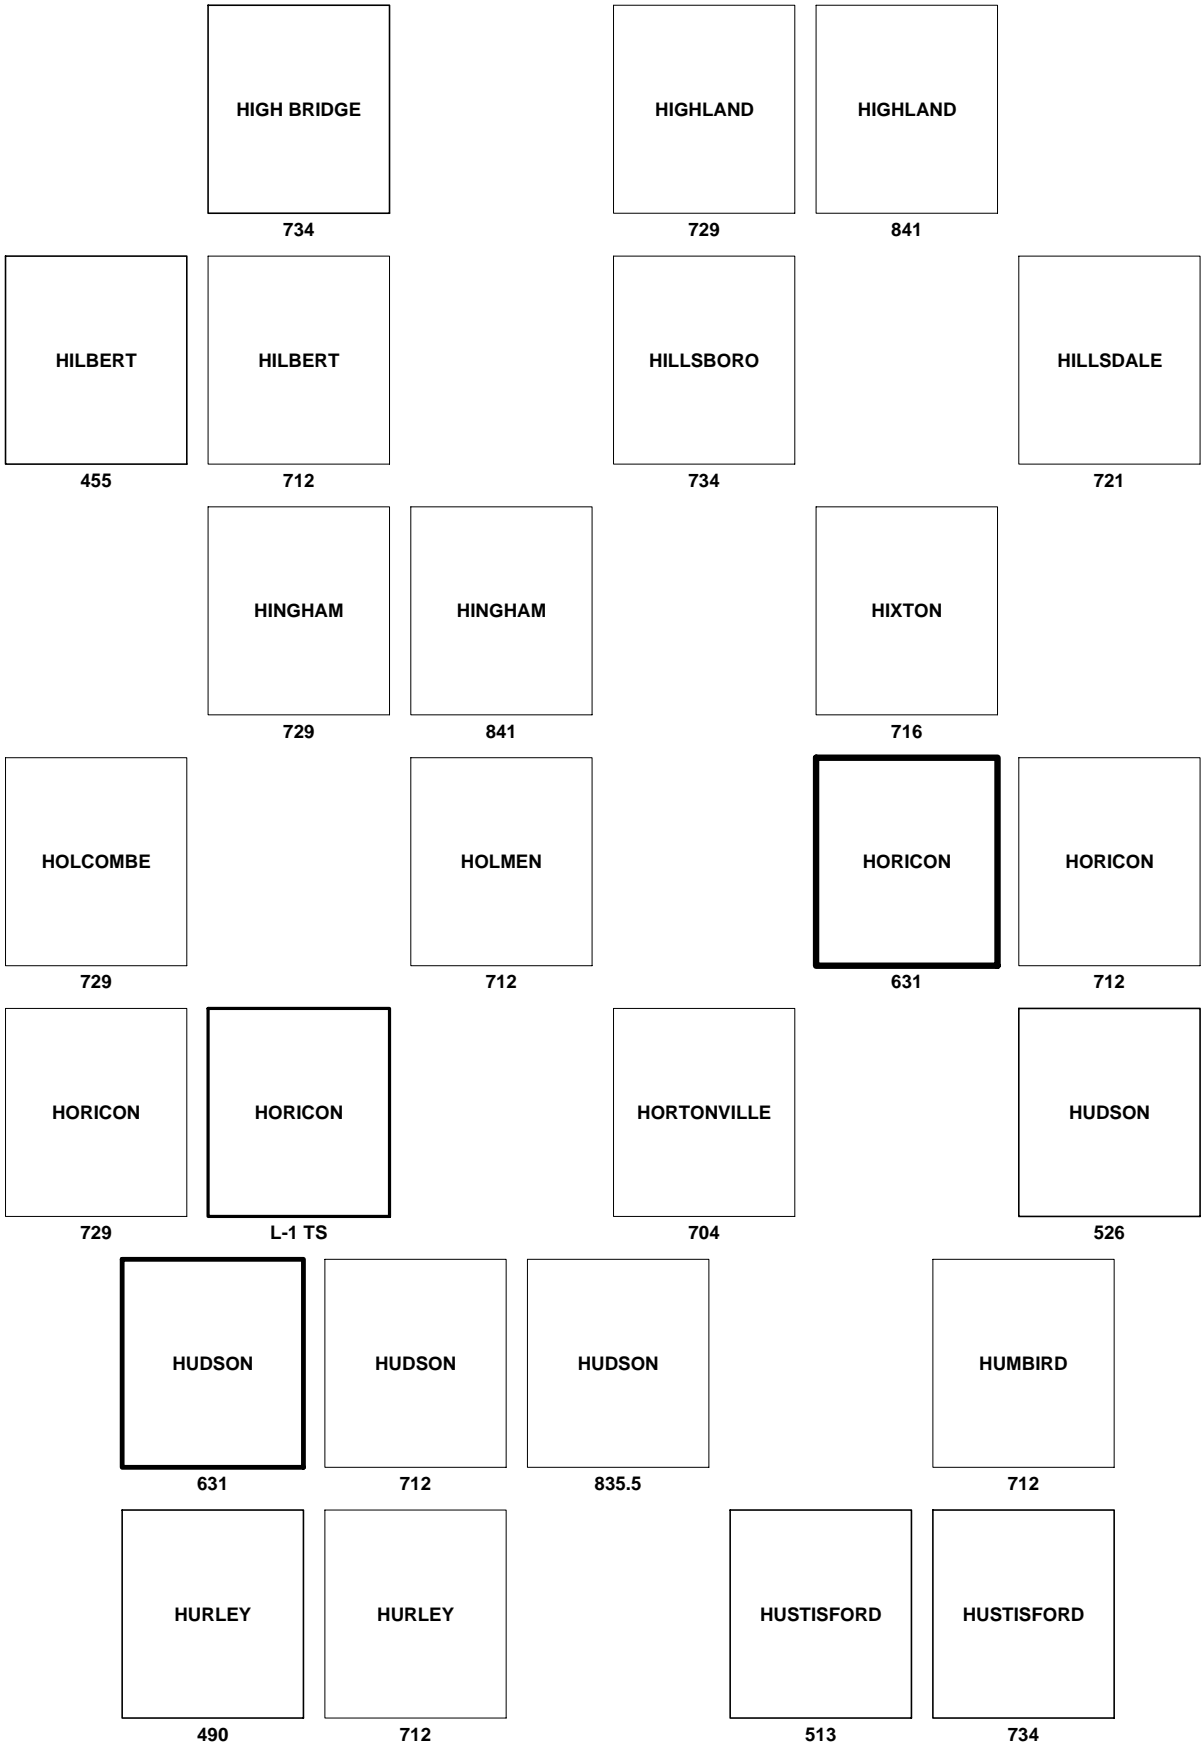 HIGH BRIDGE HIGHLAND HIGHLAND
734 729 841
HILBERT HILBERT HILLSBORO HILLSDALE
455 712 734 721
HINGHAM HINGHAM HIXTON
729 841 716
HOLCOMBE HOLMEN HORICON HORICON
729 712 631 712
HORICON HORICON HORTONVILLE HUDSON
729 L-1 TS 704 526
HUDSON HUDSON HUDSON HUMBIRD
631 712 835.5 712
HURLEY HURLEY HUSTISFORD HUSTISFORD
490 712 513 734